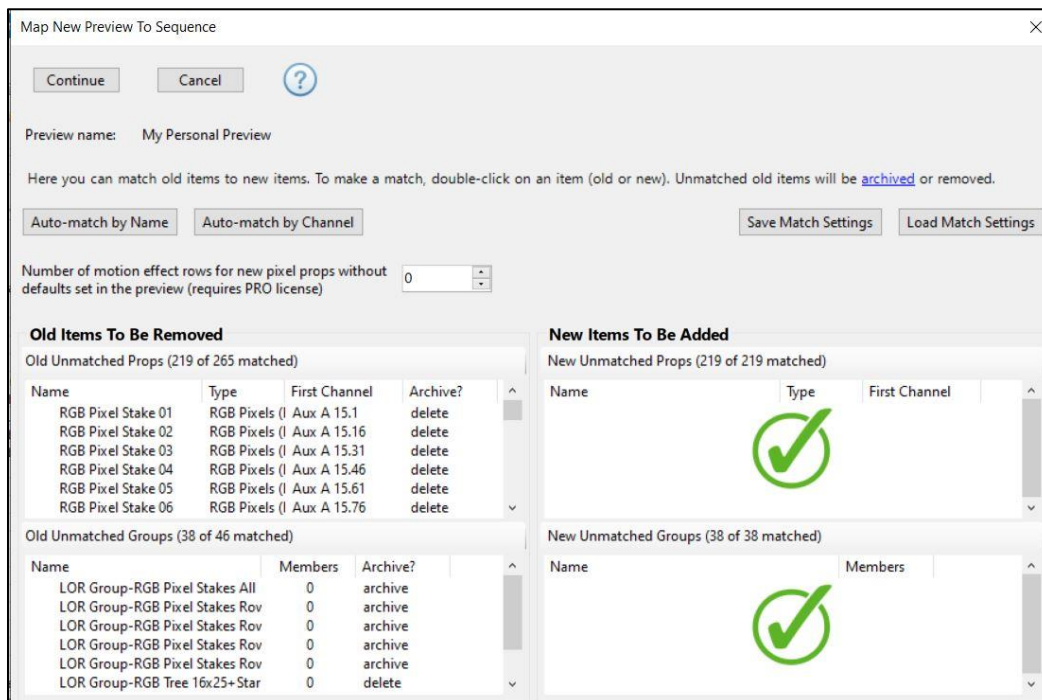 Map New Preview To Sequence
Continue Cancel ?
Preview name: My Personal Preview
Here you can match old items to new items. To make a match, double-click on an item (old or new). Unmatched old items will be archived or removed.
Auto-match by Name Auto-match by Channel Save Match Settings Load Match Settings
Number of motion effect rows for new pixel props without
defaults set in the preview (requires PRO license) 0
Old Items To Be Removed
Old Unmatched Props (219 of 265 matched)
Name Type First Channel Archive?
RGB Pixel Stake 01 RGB Pixels (I Aux A 15.1 delete
RGB Pixel Stake 02 RGB Pixels (I Aux A 15.16 delete
RGB Pixel Stake 03 RGB Pixels (I Aux A 15.31 delete
RGB Pixel Stake 04 RGB Pixels (I Aux A 15.46 delete
RGB Pixel Stake 05 RGB Pixels (I Aux A 15.61 delete
RGB Pixel Stake 06 RGB Pixels (I Aux A 15.76 delete
Old Unmatched Groups (38 of 46 matched)
Name Members Archive?
LOR Group-RGB Pixel Stakes All 0 archive
LOR Group-RGB Pixel Stakes Rov 0 archive
LOR Group-RGB Pixel Stakes Rov 0 archive
LOR Group-RGB Pixel Stakes Rov 0 archive
LOR Group-RGB Pixel Stakes Rov 0 archive
LOR Group-RGB Tree 16x25+Star 0 delete
New Items To Be Added
New Unmatched Props (219 of 219 matched)
Name Type First Channel
New Unmatched Groups (38 of 38 matched)
Name Members